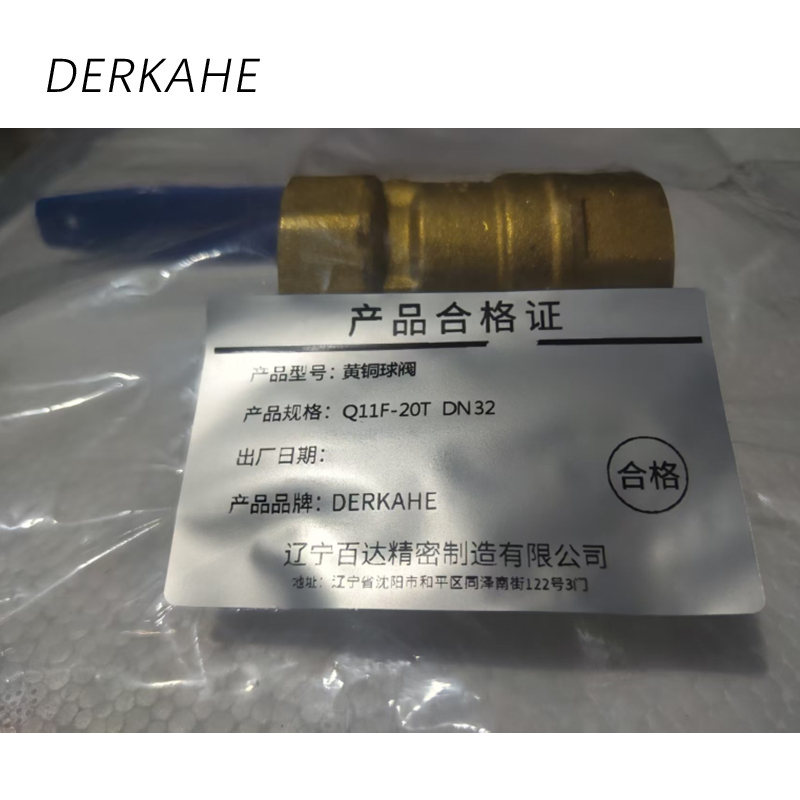 DERKAHE
产品合格证
产品型号：黄铜球阀
产品规格：Q11F-20T DN32
出厂日期：
合格
产品品牌：DERKAHE
辽宁百达精密制造有限公司
地址：辽宁省沈阳市和平区同泽南街122号3门